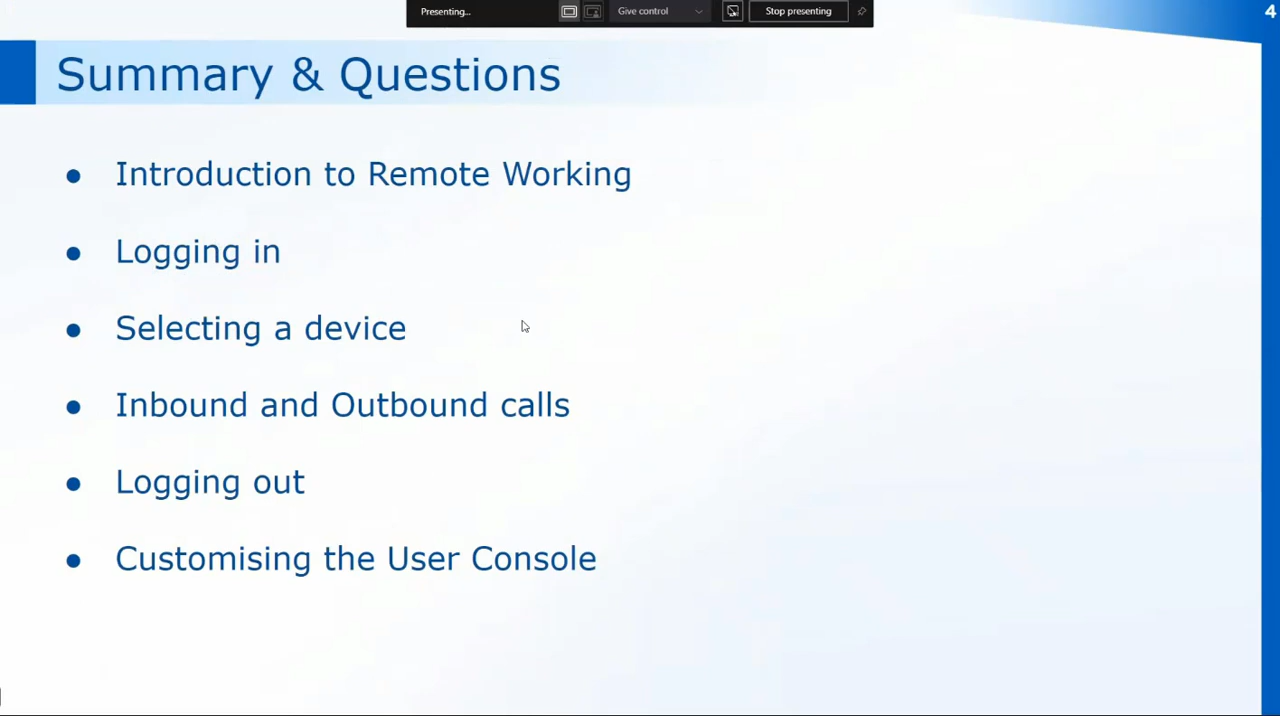 Presenting...
Give control
Stop presenting
4
Summary & Questions
● Introduction to Remote Working
● Logging in
● Selecting a device
● Inbound and Outbound calls
● Logging out
● Customising the User Console